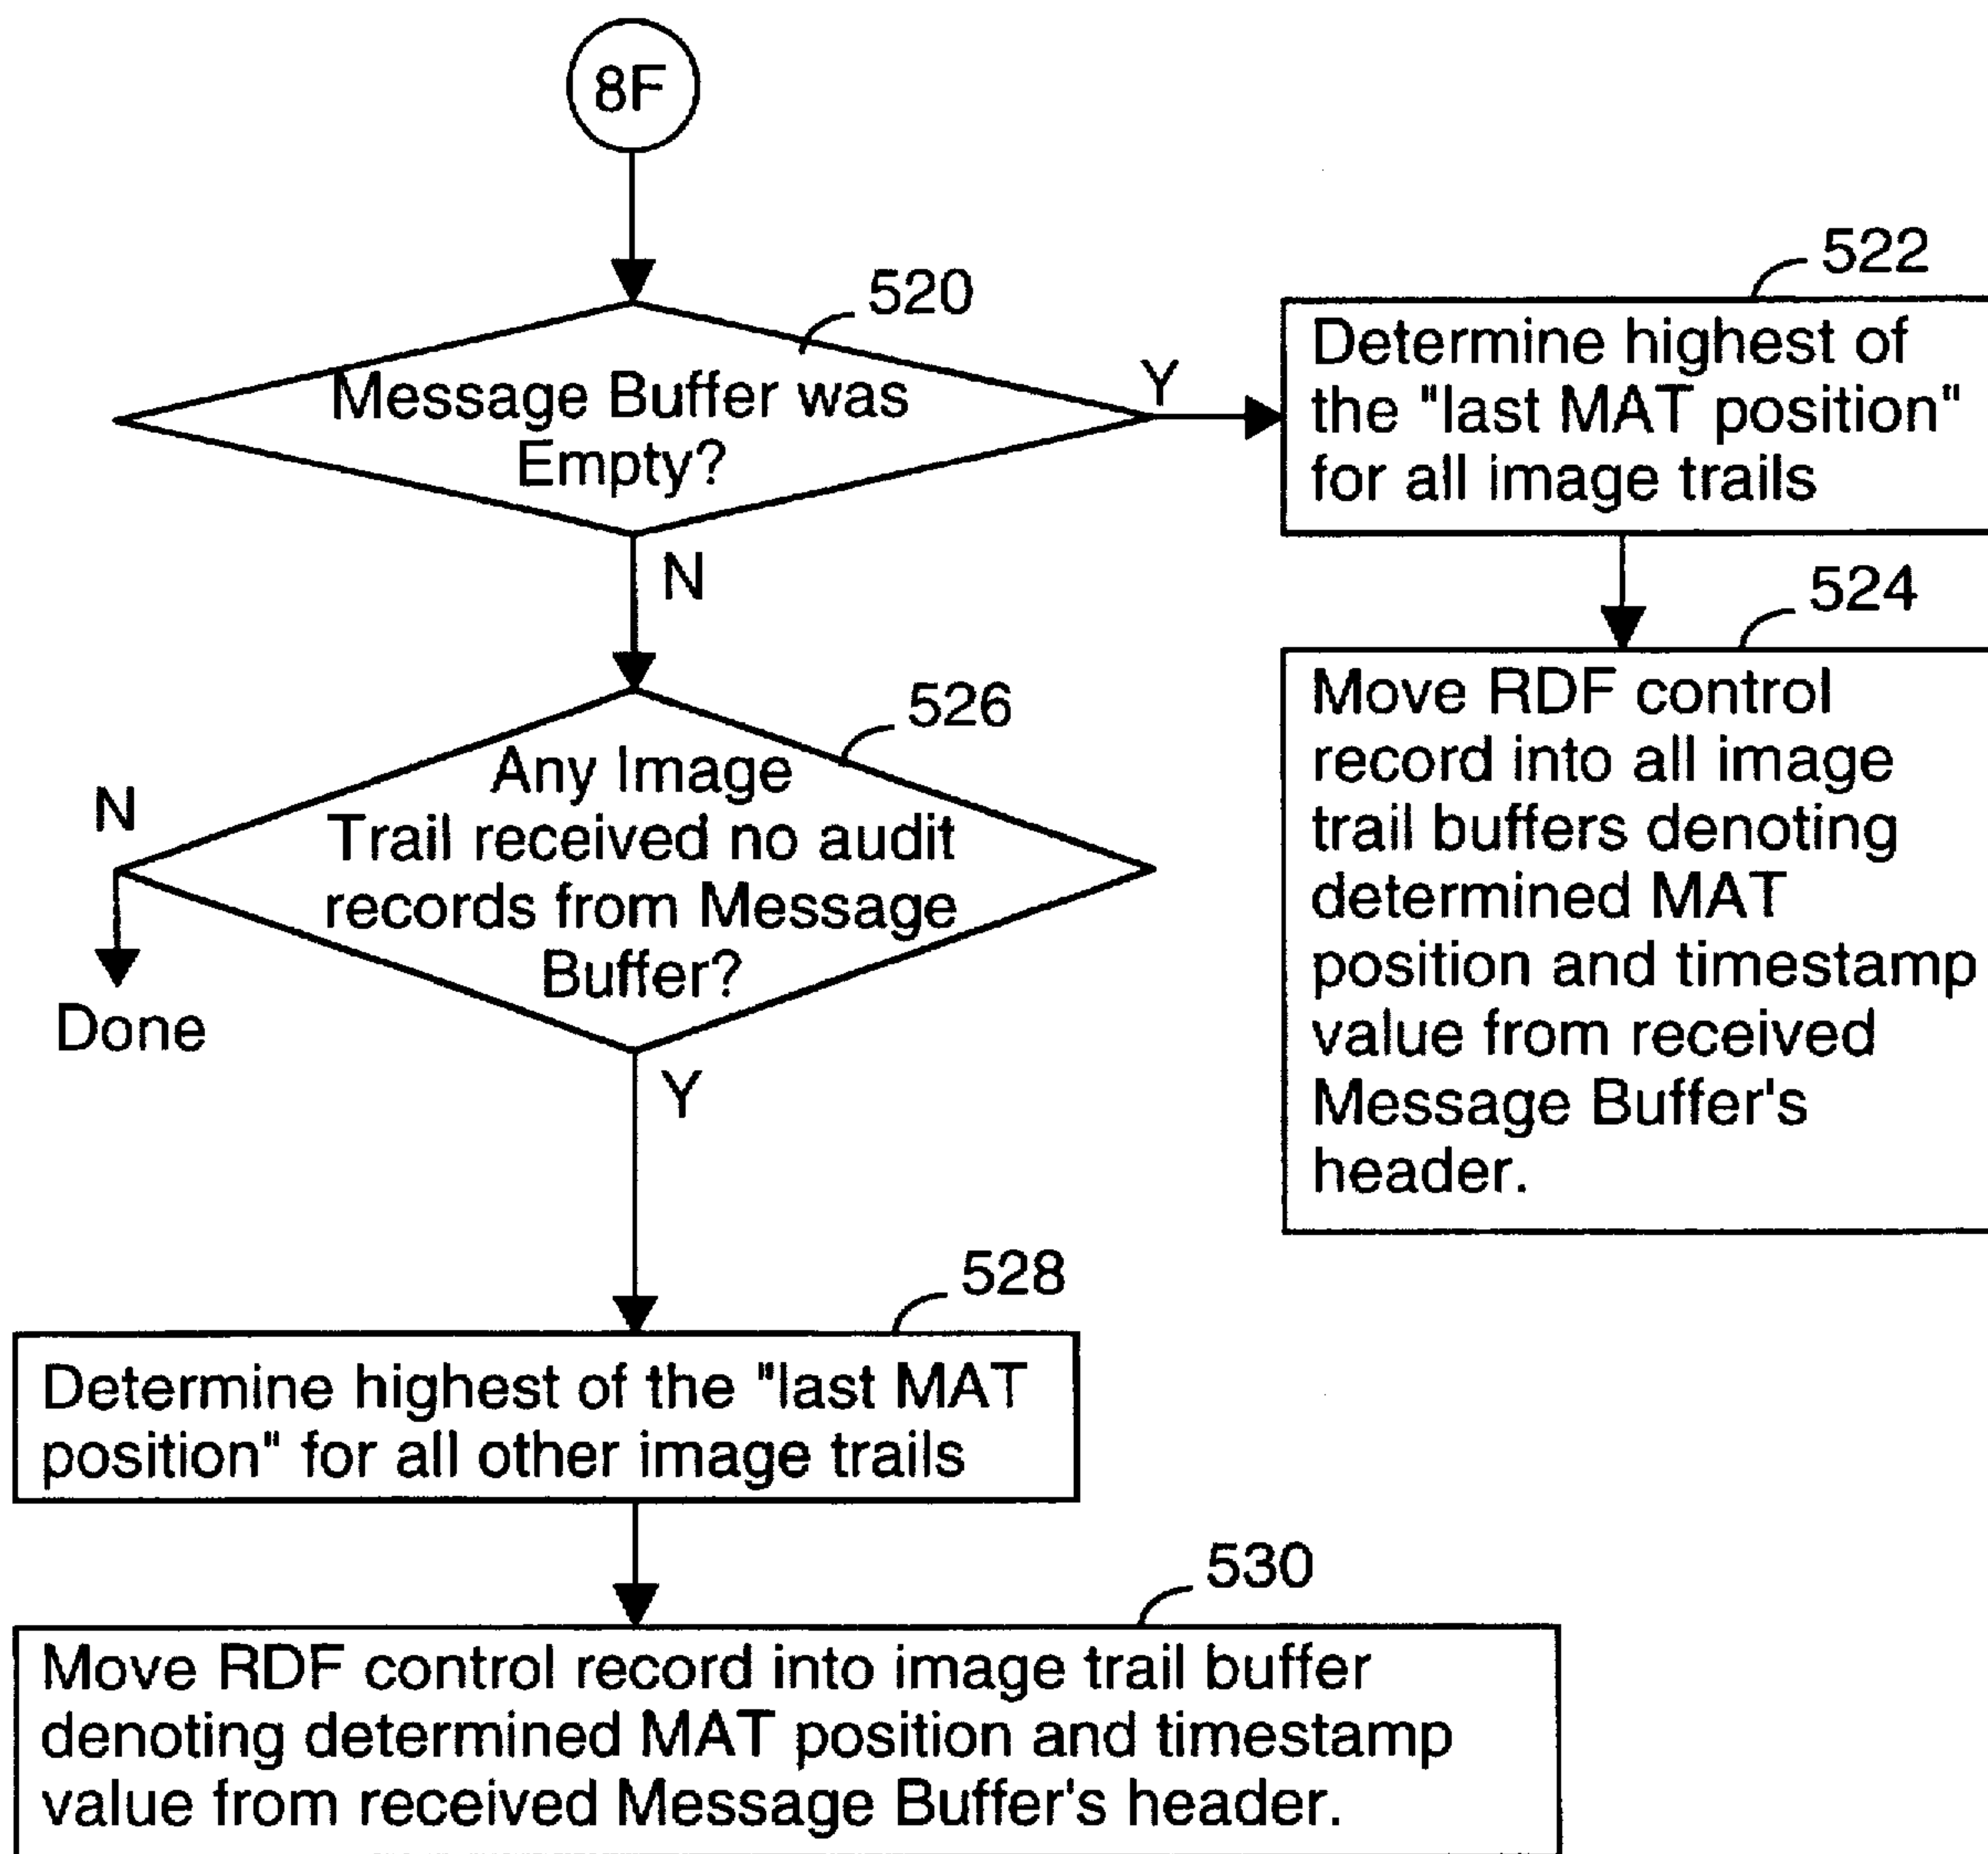 8F
520
Message Buffer was
Empty?
Y
N
522
Determine highest of
the "last MAT position"
for all image trails
524
Move RDF control
record into all image
trail buffers denoting
determined MAT
position and timestamp
value from received
Message Buffer's
header.
526
Any Image
Trail received no audit
records from Message
Buffer?
N
Done
Y
528
Determine highest of the "last MAT
position" for all other image trails
530
Move RDF control record into image trail buffer
denoting determined MAT position and timestamp
value from received Message Buffer's header.